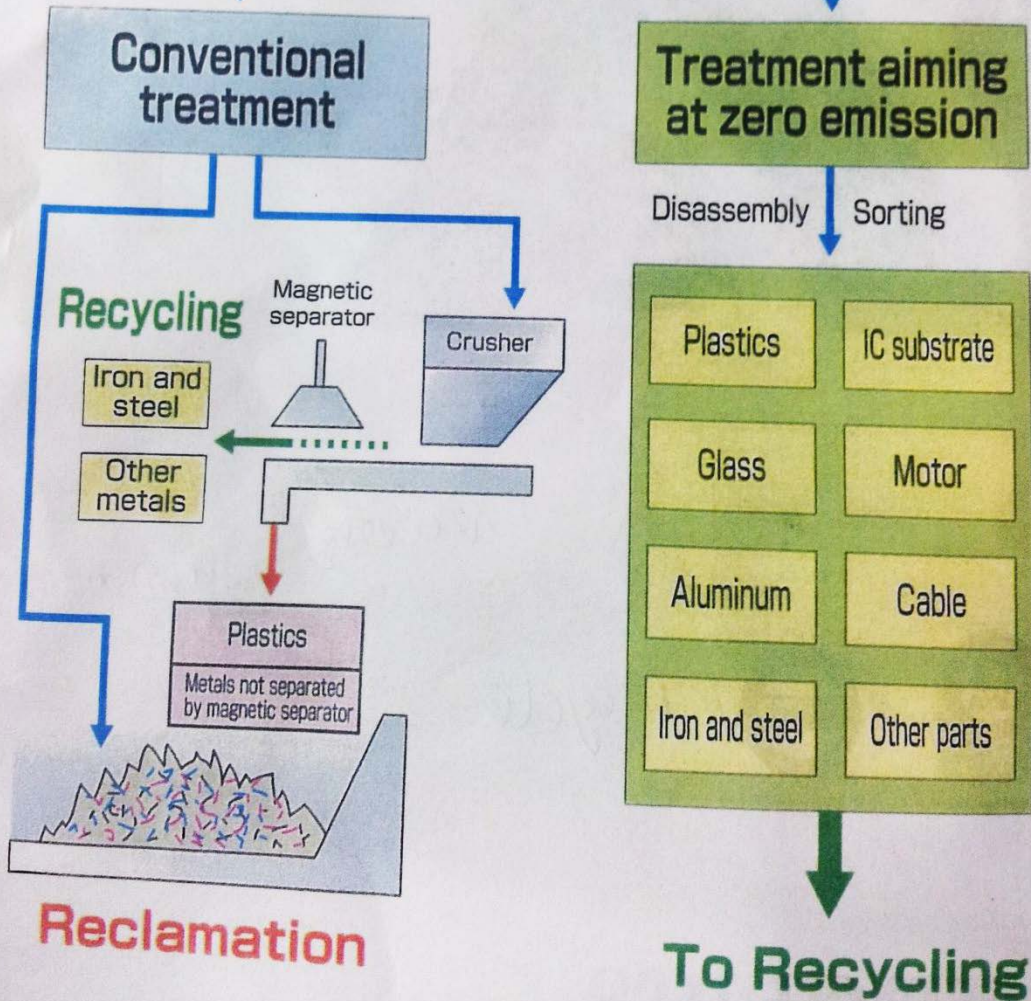 Conventional
treatment
Recycling
Magnetic
separator
Crusher
Iron and
steel
Other
metals
Plastics
Metals not separated
by magnetic separator
Reclamation
Treatment aiming
at zero emission
Disassembly
Sorting
Plastics
IC substrate
Glass
Motor
Aluminum
Cable
Iron and steel
Other parts
To Recycling